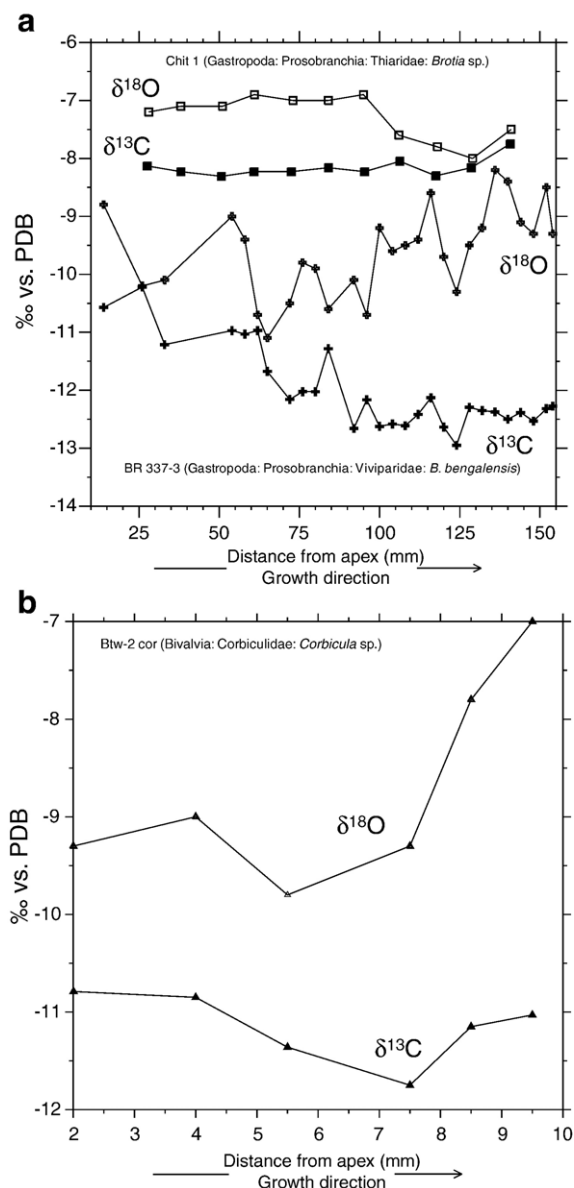 a
-6
Chit 1 (Gastropoda: Prosobranchia: Thiaridae: Brotia sp.)
δ18O
-7
δ13C
-8
-9
δ18O
‰ vs. PDB
-10
-11
-12
δ13C
-13
BR 337-3 (Gastropoda: Prosobranchia: Viviparidae: B. bengalensis)
-14
25 50 75 100 125 150
Distance from apex (mm)
Growth direction
b
-7
Btw-2 cor (Bivalvia: Corbiculidae: Corbicula sp.)
-8
δ18O
-9
‰ vs. PDB
-10
-11
δ13C
-12
2 3 4 5 6 7 8 9 10
Distance from apex (mm)
Growth direction